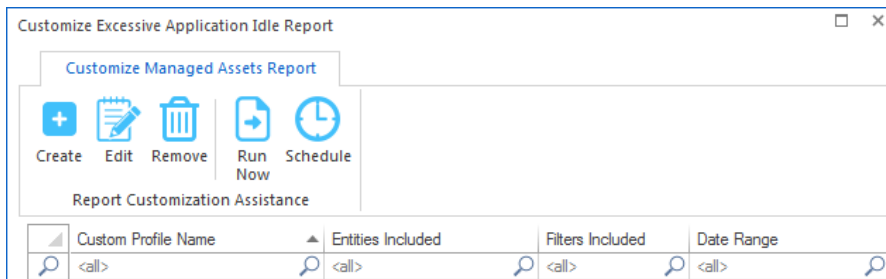 Customize Excessive Application Idle Report
Customize Managed Assets Report
Create Edit Remove Run Now Schedule
Report Customization Assistance
Custom Profile Name Entities Included Filters Included Date Range
<all> <all> <all> <all>